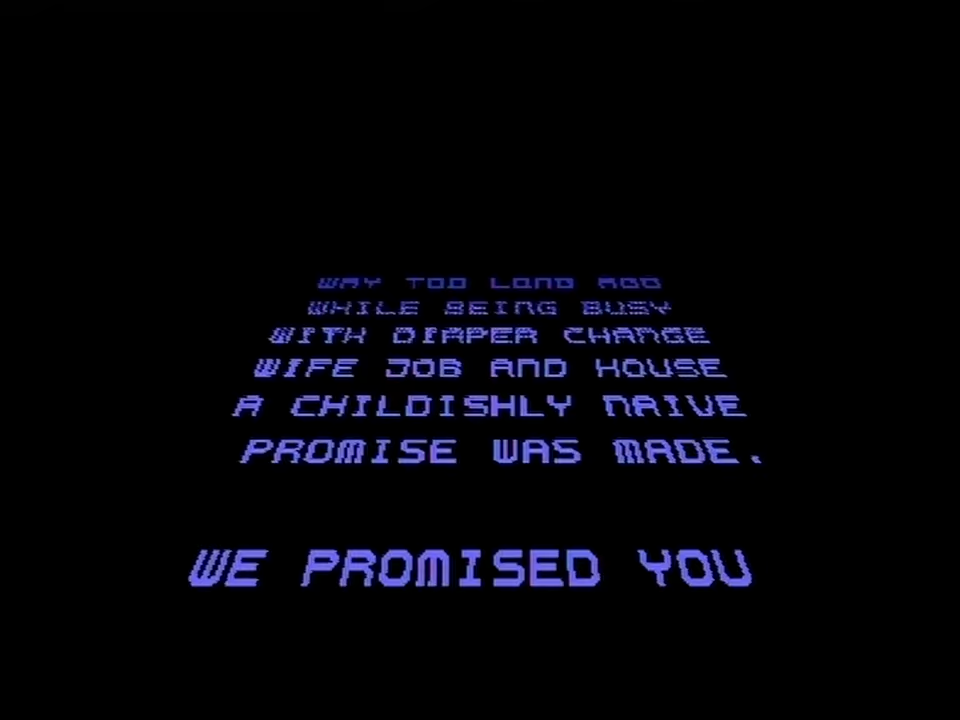 WAY TOO LONG AGO
WHILE BEING BUSY
WITH DIAPER CHANGE
WIFE JOB AND HOUSE
A CHILDISHLY NAIVE
PROMISE WAS MADE.
WE PROMISED YOU